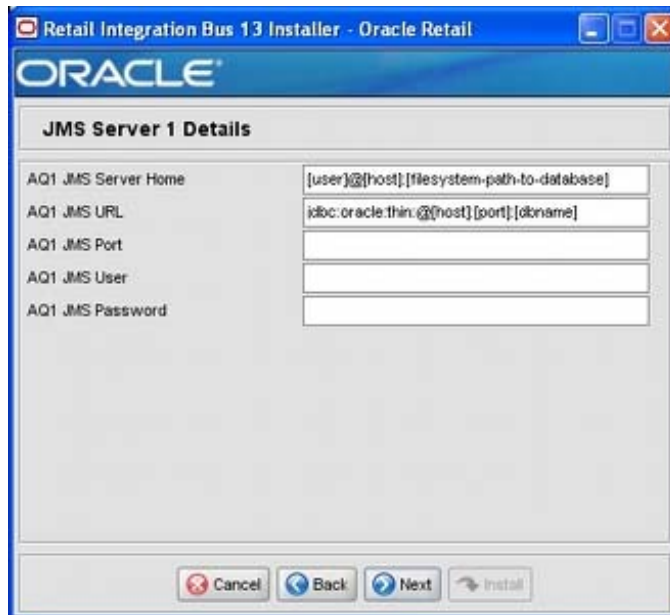 Retail Integration Bus 13 Installer - Oracle Retail
ORACLE
JMS Server 1 Details
AQ1 JMS Server Home [user]@[host]:[filesystem-path-to-database]
AQ1 JMS URL jdbc:oracle:thin:@[host]:[port]:[dbname]
AQ1 JMS Port
AQ1 JMS User
AQ1 JMS Password
Cancel Back Next Install